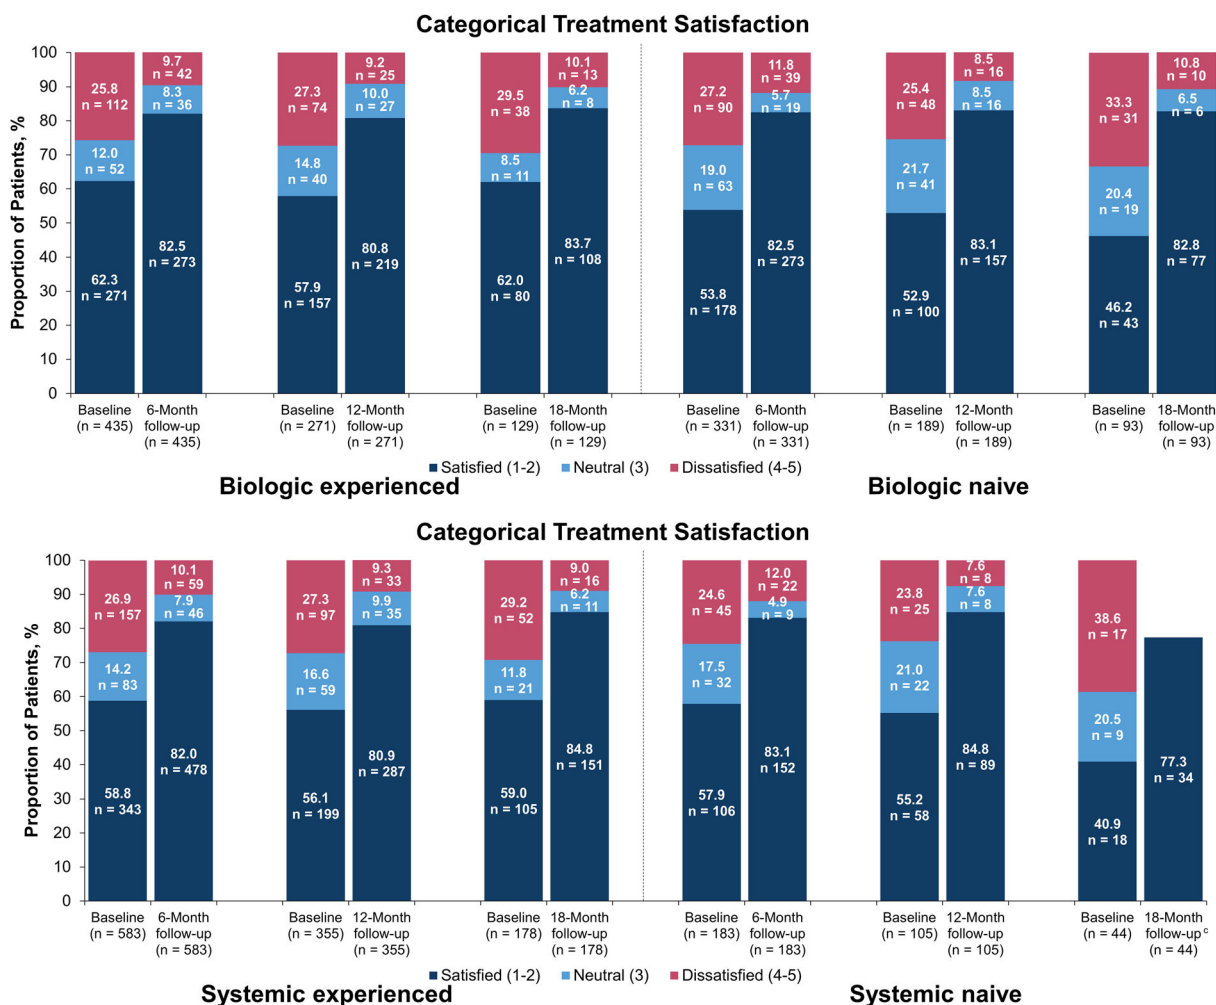 Categorical Treatment Satisfaction
Proportion of Patients, %
100
90
80
70
60
50
40
30
20
10
0
25.8
n = 112
12.0
n = 52
62.3
n = 271
9.7
n = 42
8.3
n = 36
82.5
n = 273
27.3
n = 74
14.8
n = 40
57.9
n = 157
9.2
n = 25
10.0
n = 27
80.8
n = 219
29.5
n = 38
8.5
n = 11
62.0
n = 80
10.1
n = 13
6.2
n = 8
83.7
n = 108
27.2
n = 90
19.0
n = 63
53.8
n = 178
11.8
n = 39
5.7
n = 19
82.5
n = 273
25.4
n = 48
21.7
n = 41
52.9
n = 100
8.5
n = 16
8.5
n = 16
83.1
n = 157
33.3
n = 31
20.4
n = 19
46.2
n = 43
10.8
n = 10
6.5
n = 6
82.8
n = 77
Baseline
(n = 435)
6-Month
follow-up
(n = 435)
Baseline
(n = 271)
12-Month
follow-up
(n = 271)
Baseline
(n = 129)
18-Month
follow-up
(n = 129)
Baseline
(n = 331)
6-Month
follow-up
(n = 331)
Baseline
(n = 189)
12-Month
follow-up
(n = 189)
Baseline
(n = 93)
18-Month
follow-up
(n = 93)
Satisfied (1-2) Neutral (3) Dissatisfied (4-5)
Biologic experienced
Biologic naive
Categorical Treatment Satisfaction
Proportion of Patients, %
100
90
80
70
60
50
40
30
20
10
0
26.9
n = 157
14.2
n = 83
58.8
n = 343
10.1
n = 59
7.9
n = 46
82.0
n = 478
27.3
n = 97
16.6
n = 59
56.1
n = 199
9.3
n = 33
9.9
n = 35
80.9
n = 287
29.2
n = 52
11.8
n = 21
59.0
n = 105
9.0
n = 16
6.2
n = 11
84.8
n = 151
24.6
n = 45
17.5
n = 32
57.9
n = 106
12.0
n = 22
4.9
n = 9
83.1
n = 152
23.8
n = 25
21.0
n = 22
55.2
n = 58
7.6
n = 8
7.6
n = 8
84.8
n = 89
38.6
n = 17
20.5
n = 9
40.9
n = 18
77.3
n = 34
Baseline
(n = 583)
6-Month
follow-up
(n = 583)
Baseline
(n = 355)
12-Month
follow-up
(n = 355)
Baseline
(n = 178)
18-Month
follow-up
(n = 178)
Baseline
(n = 183)
6-Month
follow-up
(n = 183)
Baseline
(n = 105)
12-Month
follow-up
(n = 105)
Baseline
(n = 44)
18-Month
follow-up c
(n = 44)
Satisfied (1-2) Neutral (3) Dissatisfied (4-5)
Systemic experienced
Systemic naive